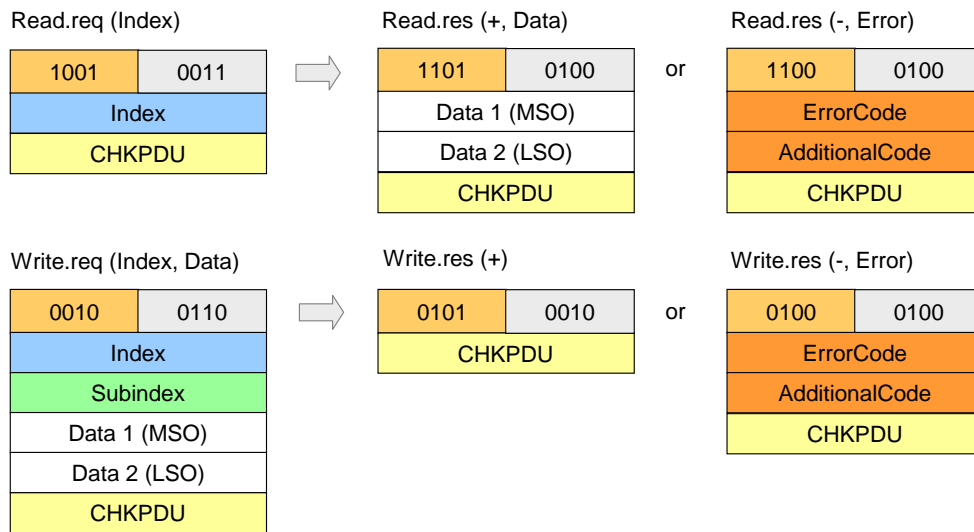 Read.req (Index)
Read.res (+, Data)
Read.res (-, Error)
1001 0011
1101 0100
or
1100 0100
Index
Data 1 (MSO)
ErrorCode
CHKPDU
Data 2 (LSO)
AdditionalCode
CHKPDU
CHKPDU
Write.req (Index, Data)
Write.res (+)
Write.res (-, Error)
0010 0110
0101 0010
or
0100 0100
Index
CHKPDU
ErrorCode
Subindex
AdditionalCode
Data 1 (MSO)
CHKPDU
Data 2 (LSO)
CHKPDU